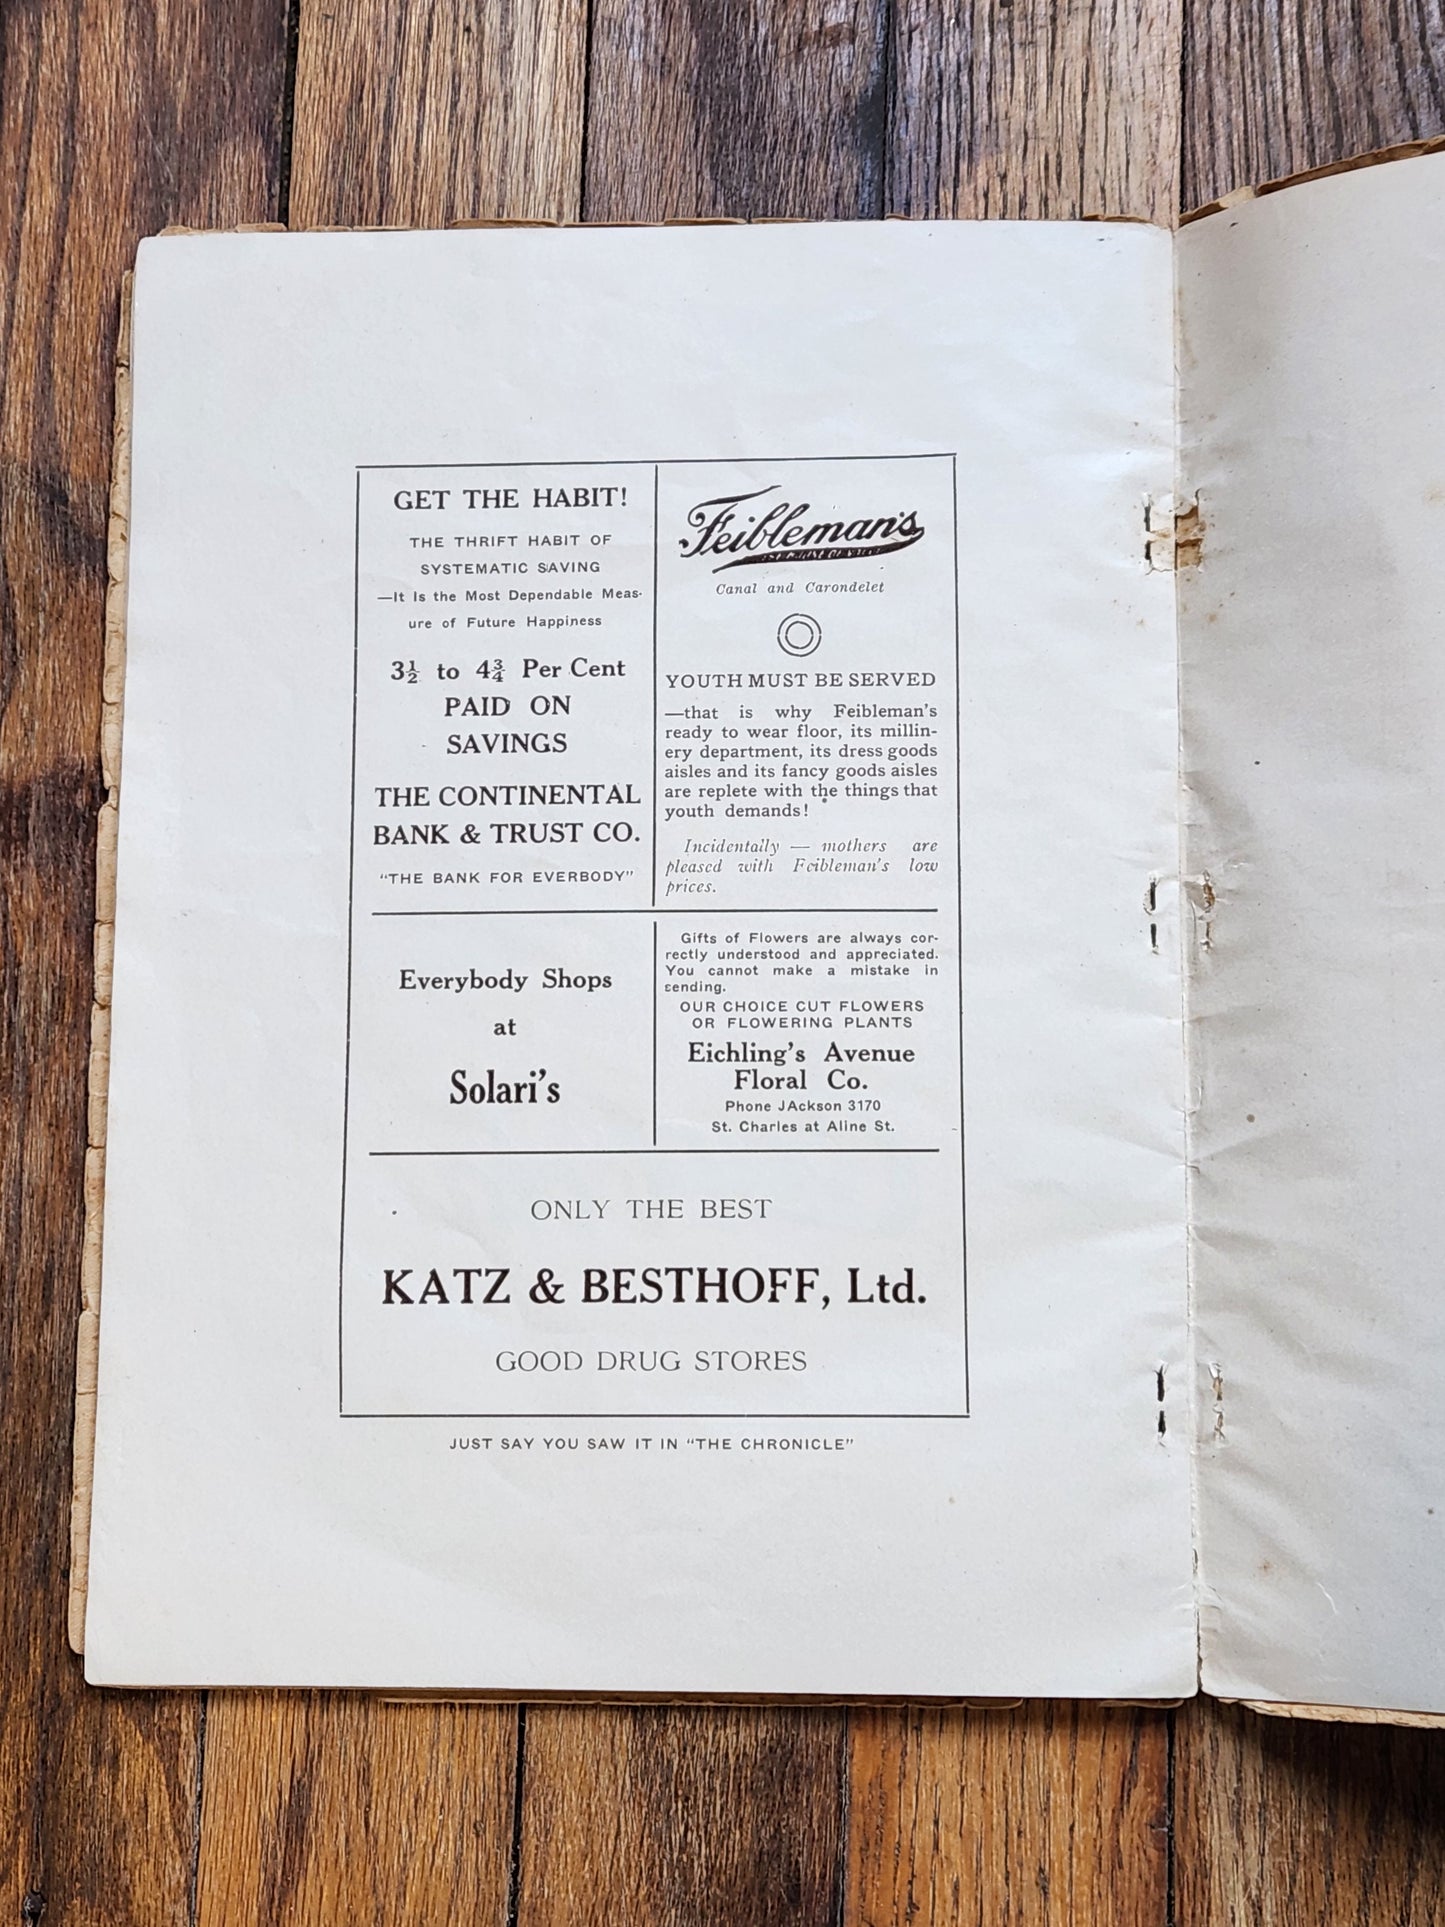 GET THE HABIT!
THE THRIFT HABIT OF
SYSTEMATIC SAVING
—It Is the Most Dependable Meas-
ure of Future Happiness
3½ to 4¾ Per Cent
PAID ON
SAVINGS
THE CONTINENTAL
BANK & TRUST CO.
"THE BANK FOR EVERBODY"
Feibleman's
Canal and Carondelet
YOUTH MUST BE SERVED
—that is why Feibleman's
ready to wear floor, its millin-
ery department, its dress goods
aisles and its fancy goods aisles
are replete with the things that
youth demands!
Incidentally — mothers are
pleased with Feibleman's low
prices.
Everybody Shops
at
Solari's
Gifts of Flowers are always cor-
rectly understood and appreciated.
You cannot make a mistake in
sending.
OUR CHOICE CUT FLOWERS
OR FLOWERING PLANTS
Eichling's Avenue
Floral Co.
Phone JAckson 3170
St. Charles at Aline St.
ONLY THE BEST
KATZ & BESTHOFF, Ltd.
GOOD DRUG STORES
JUST SAY YOU SAW IT IN "THE CHRONICLE"